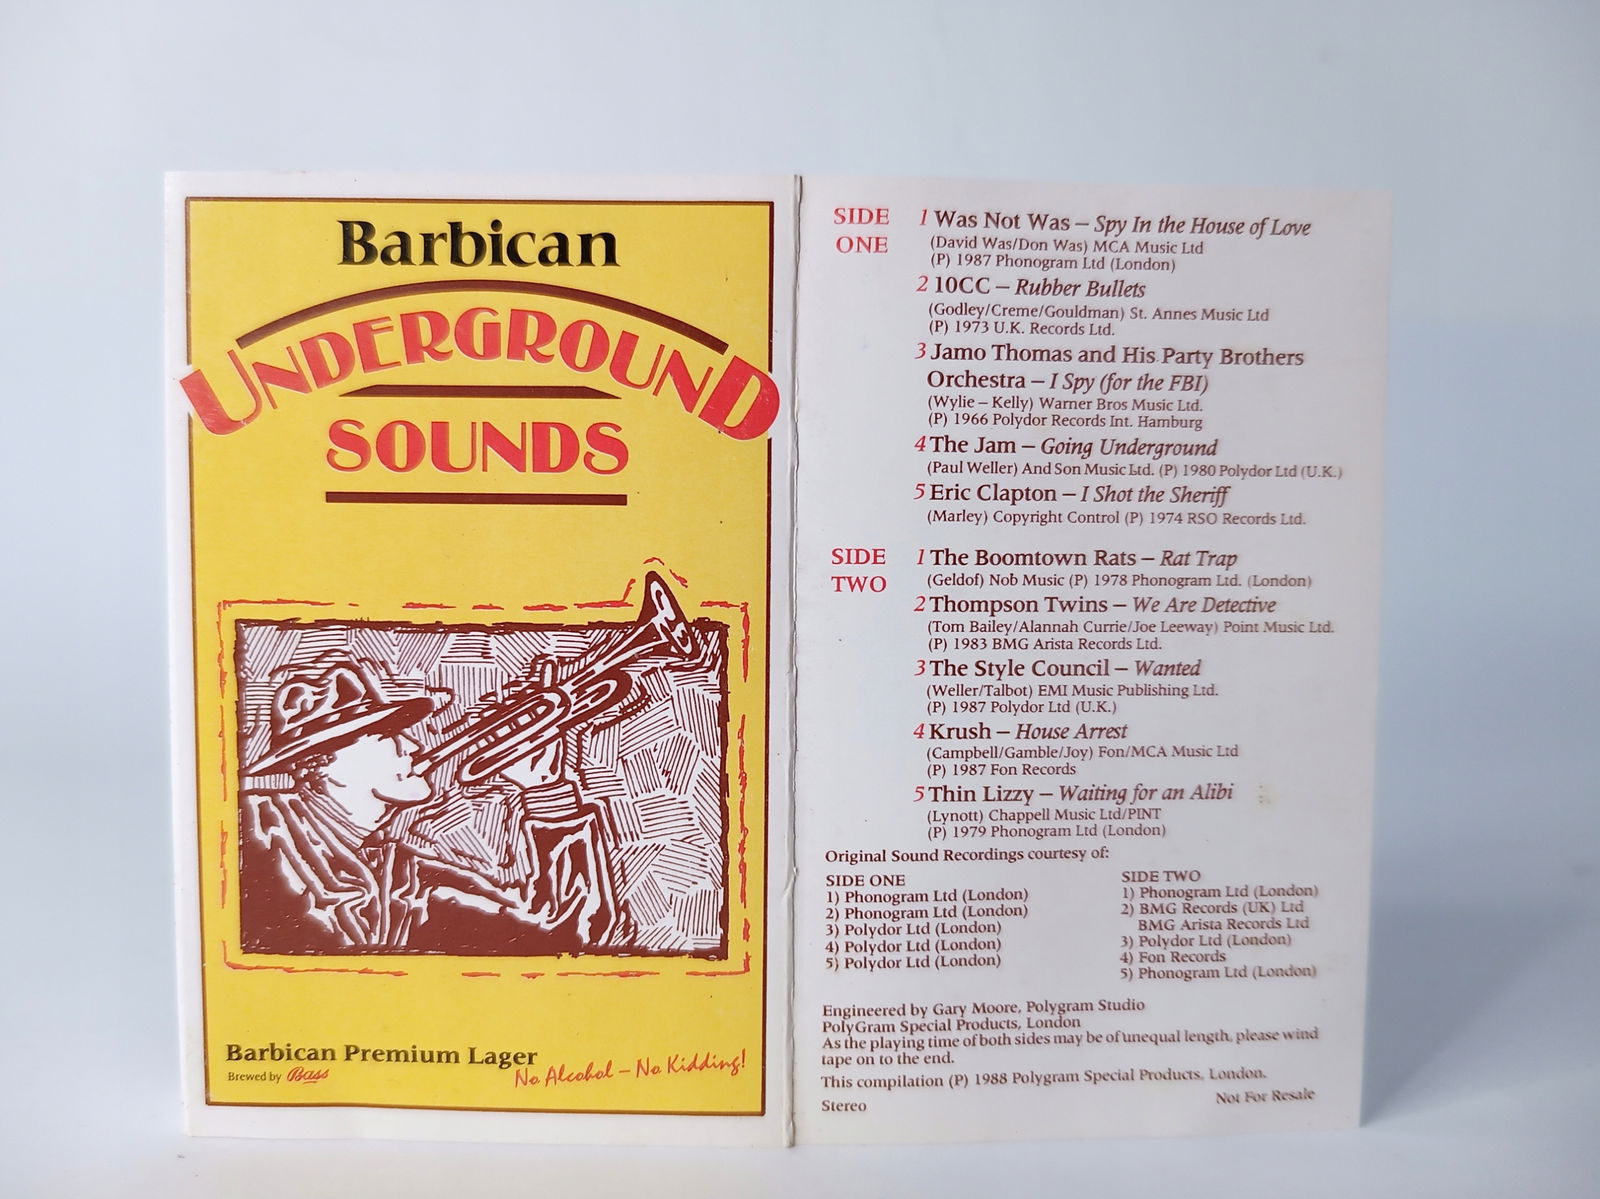 Barbican
UNDERGROUND
SOUNDS
Barbican Premium Lager
Brewed by Bass
No Alcohol – No Kidding!
SIDE ONE
1 Was Not Was – Spy In the House of Love
(David Was/Don Was) MCA Music Ltd
(P) 1987 Phonogram Ltd (London)
2 10CC – Rubber Bullets
(Godley/Creme/Gouldman) St. Annes Music Ltd
(P) 1973 U.K. Records Ltd.
3 Jamo Thomas and His Party Brothers
Orchestra – I Spy (for the FBI)
(Wylie – Kelly) Warner Bros Music Ltd.
(P) 1966 Polydor Records Int. Hamburg
4 The Jam – Going Underground
(Paul Weller) And Son Music Ltd. (P) 1980 Polydor Ltd (U.K.)
5 Eric Clapton – I Shot the Sheriff
(Marley) Copyright Control (P) 1974 RSO Records Ltd.
SIDE TWO
1 The Boomtown Rats – Rat Trap
(Geldof) Nob Music (P) 1978 Phonogram Ltd. (London)
2 Thompson Twins – We Are Detective
(Tom Bailey/Alannah Currie/Joe Leeway) Point Music Ltd.
(P) 1983 BMG Arista Records Ltd.
3 The Style Council – Wanted
(Weller/Talbot) EMI Music Publishing Ltd.
(P) 1987 Polydor Ltd (U.K.)
4 Krush – House Arrest
(Campbell/Gamble/Joy) Fon/MCA Music Ltd
(P) 1987 Fon Records
5 Thin Lizzy – Waiting for an Alibi
(Lynott) Chappell Music Ltd/PINT
(P) 1979 Phonogram Ltd (London)
Original Sound Recordings courtesy of:
SIDE ONE
1) Phonogram Ltd (London)
2) Phonogram Ltd (London)
3) Polydor Ltd (London)
4) Polydor Ltd (London)
5) Polydor Ltd (London)
SIDE TWO
1) Phonogram Ltd (London)
2) BMG Records (UK) Ltd
BMG Arista Records Ltd
3) Polydor Ltd (London)
4) Fon Records
5) Phonogram Ltd (London)
Engineered by Gary Moore, Polygram Studio
PolyGram Special Products, London
As the playing time of both sides may be of unequal length, please wind
tape on to the end.
This compilation (P) 1988 Polygram Special Products, London.
Stereo
Not For Resale